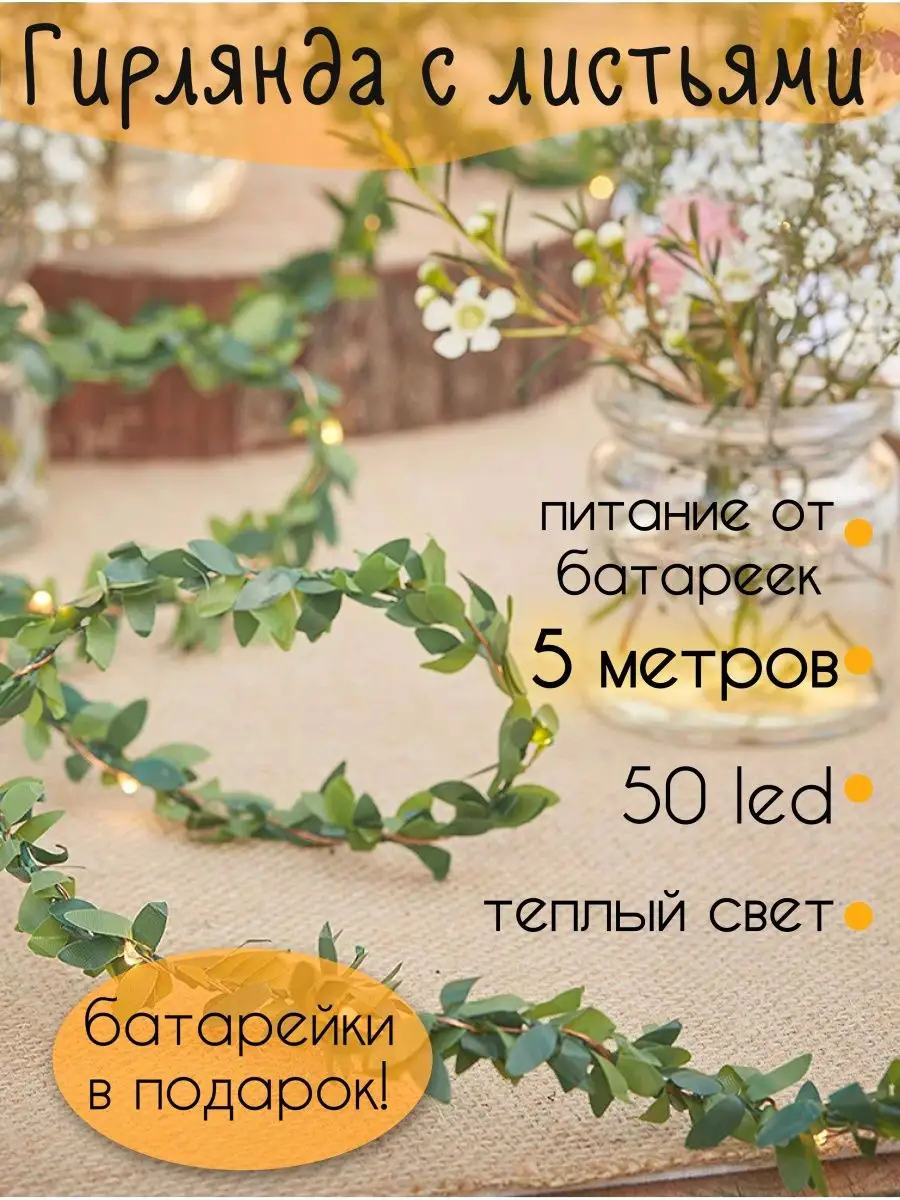 Гирлянда с листьями
питание от
батареек
5 метров
50 led
теплый свет
батарейки
в подарок!